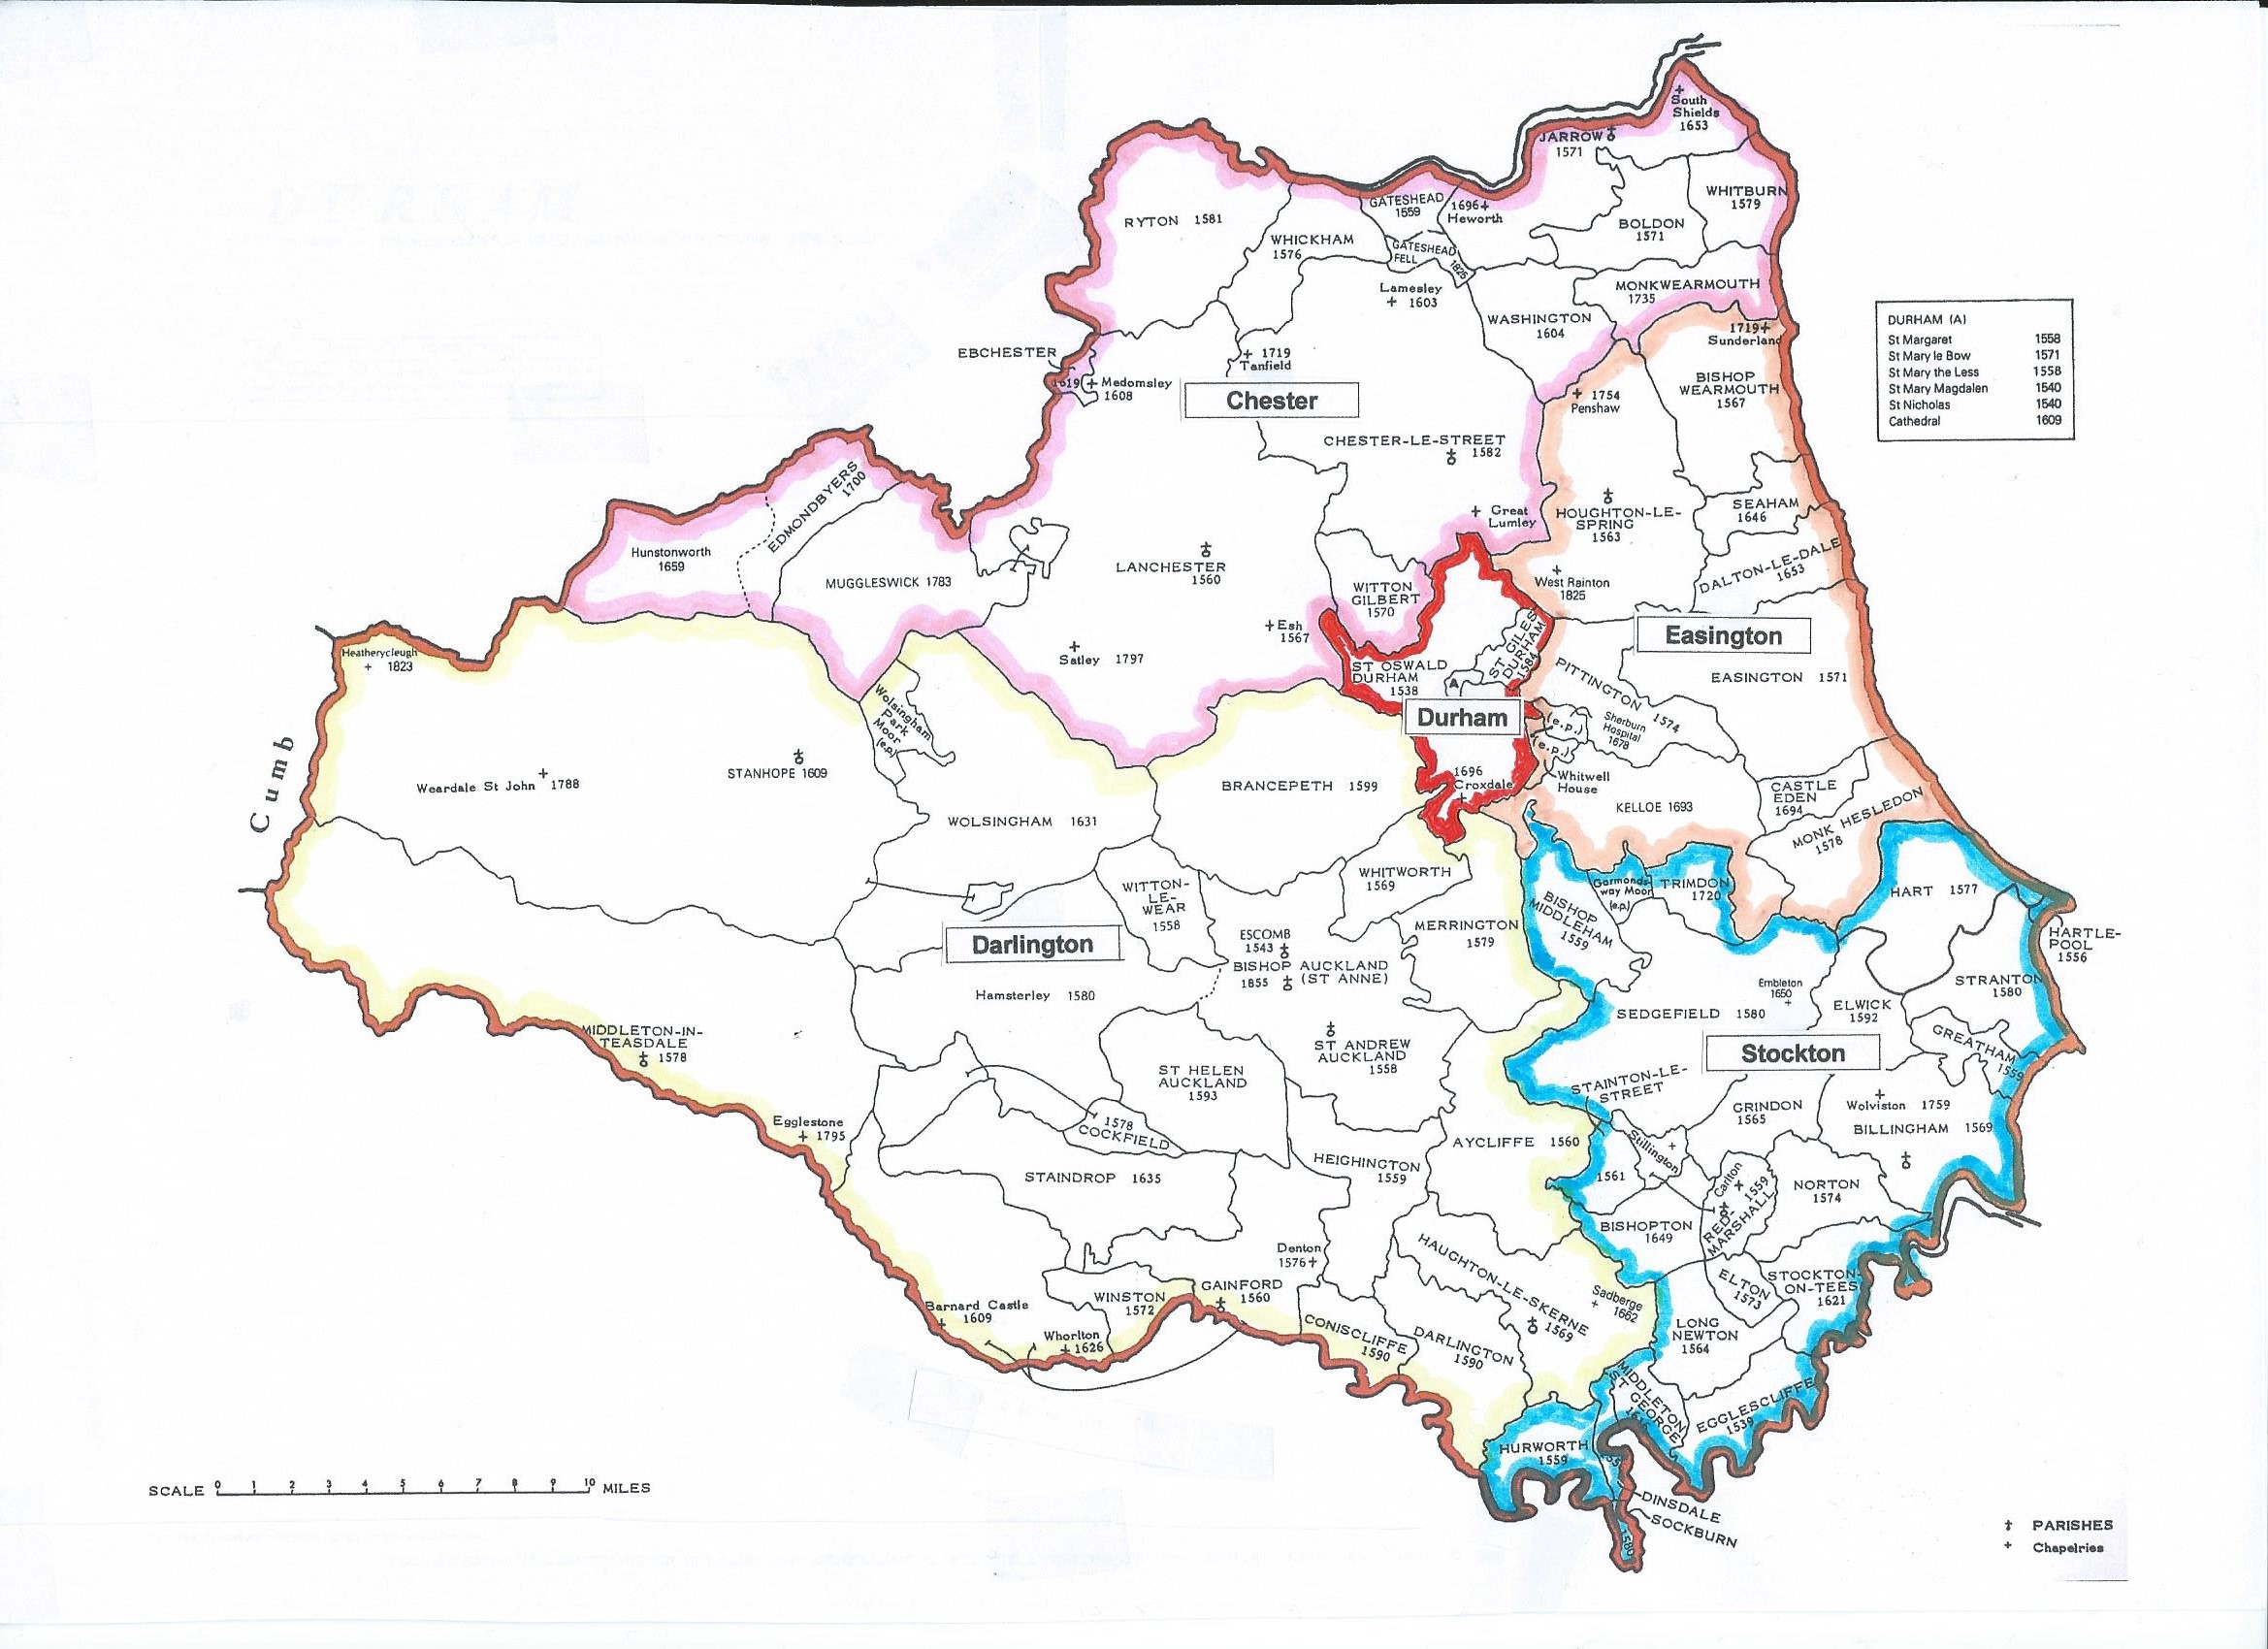 South
Shields
1653
JARROW
1571
WHITBURN
1579
GATESHEAD
1559
1696
Heworth
BOLDON
1571
RYTON 1581
WHICKHAM
1576
GATESHEAD
FELL
1825
Lamesley
1603
MONKWEARMOUTH
1735
WASHINGTON
1604
1719
Sunderland
EBCHESTER
1619
Medomsley
1608
1719
Tanfield
Chester
1754
Penshaw
BISHOP
WEARMOUTH
1567
DURHAM (A)
St Margaret 1558
St Mary le Bow 1571
St Mary the Less 1558
St Mary Magdalen 1540
St Nicholas 1540
Cathedral 1609
CHESTER-LE-STREET
1582
EDMONDBYERS
1700
Great
Lumley
HOUGHTON-LE-
SPRING
1563
SEAHAM
1646
Hunstonworth
1659
MUGGLESWICK 1783
LANCHESTER
1560
WITTON
GILBERT
1570
West Rainton
1825
DALTON-LE-DALE
1653
Esh
1567
Satley 1797
ST GILES
DURHAM
1584
Easington
Heatherycleugh
1823
ST OSWALD
DURHAM
1538
A
PITTINGTON
1574
EASINGTON 1571
Durham
(e.p.)
Sherburn
Hospital
1678
(e.p.)
Wolsingham
Park
Moor
(e.p.)
Cumb
Weardale St John 1788
STANHOPE 1609
BRANCEPETH 1599
1696
Croxdale
Whitwell
House
KELLOE 1693
CASTLE
EDEN
1694
MONK HESLEDON
1578
WOLSINGHAM 1631
WHITWORTH
1569
WITTON-
LE-
WEAR
1558
Garmonds-
way Moor
(e.p.)
TRIMDON
1720
HART 1577
BISHOP
MIDDLEHAM
1559
MERRINGTON
1579
HARTLE-
POOL
1556
Darlington
ESCOMB
1543
BISHOP AUCKLAND
1855 (ST ANNE)
Hamsterley 1580
Embleton
1650
STRANTON
1580
SEDGEFIELD 1580
ELWICK
1592
MIDDLETON-IN-
TEASDALE
1578
ST ANDREW
AUCKLAND
1558
GREATHAM
1559
Stockton
ST HELEN
AUCKLAND
1593
STAINTON-LE-
STREET
Egglestone
1795
1578
COCKFIELD
GRINDON
1565
Wolviston 1759
BILLINGHAM 1569
AYCLIFFE 1560
Stillington
HEIGHINGTON
1559
STAINDROP 1635
1561
Carlton
1559
RED-
MARSHALL
NORTON
1574
BISHOPTON
1649
HAUGHTON-LE-SKERNE
1569
Denton
1576
GAINFORD
1560
WINSTON
1572
Sadberge
1662
ELTON
1573
STOCKTON-
ON-TEES
1621
Barnard Castle
1609
Whorlton
1626
CONISCLIFFE
1590
DARLINGTON
1590
LONG
NEWTON
1564
MIDDLETON
ST GEORGE
EGGLESCLIFFE
1539
HURWORTH
1559
DINSDALE
SOCKBURN
1580
SCALE 0 1 2 3 4 5 6 7 8 9 10 MILES
PARISHES
Chapelries